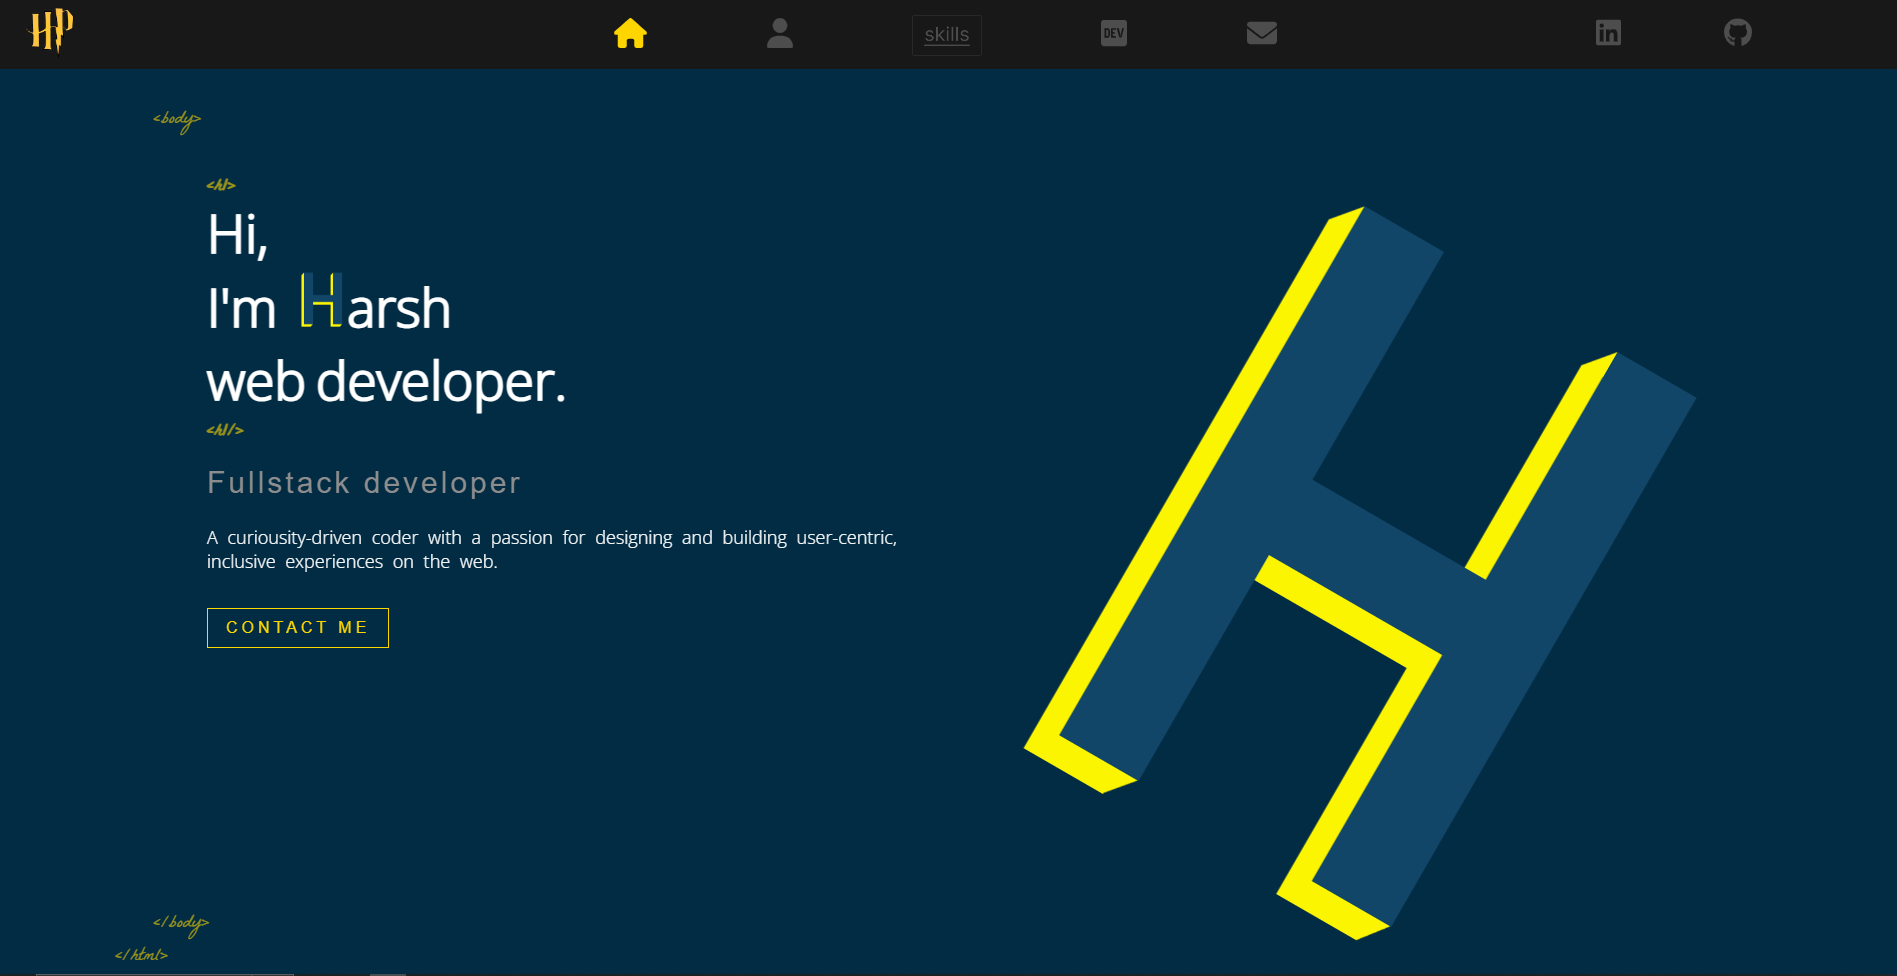 HP
skills
DEV
in
<body>
<h1>
Hi,
I'm Harsh
web developer.
<h1/>
Fullstack developer
A curiousity-driven coder with a passion for designing and building user-centric,
inclusive experiences on the web.
CONTACT ME
H
</body>
</html>